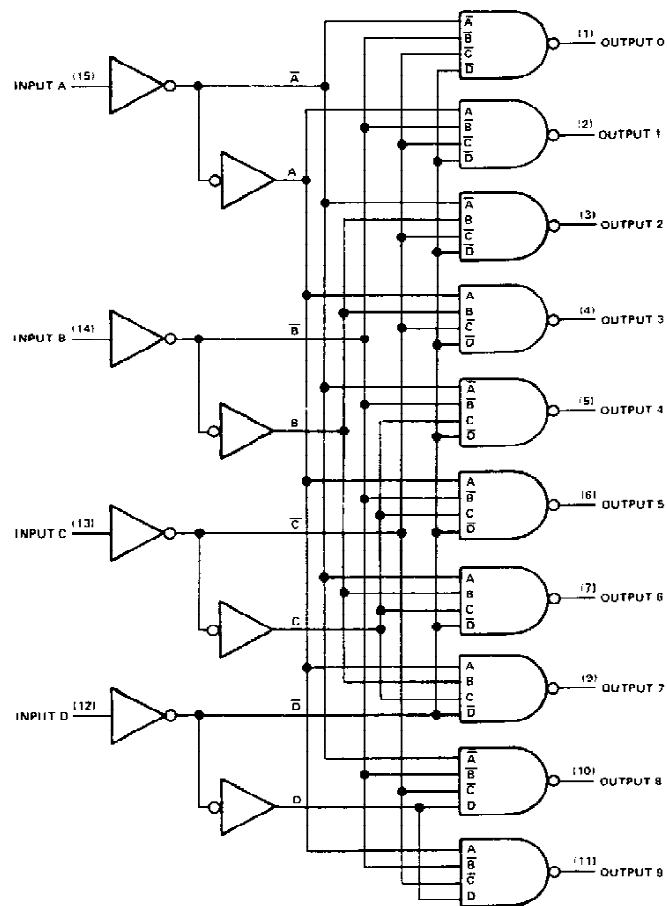 A̅
B̅
C̅
D̅
(1)
OUTPUT 0
INPUT A
(15)
A̅
A
B̅
C̅
D̅
(2)
OUTPUT 1
A
A̅
B
C̅
D̅
(3)
OUTPUT 2
A
B
C̅
D̅
(4)
OUTPUT 3
INPUT B
(14)
B̅
A̅
B̅
C
D̅
(5)
OUTPUT 4
B
A
B̅
C
D̅
(6)
OUTPUT 5
INPUT C
(13)
C̅
A
B
C
D̅
(7)
OUTPUT 6
C
A
B
C
D̅
(9)
OUTPUT 7
INPUT D
(12)
D̅
A̅
B̅
C̅
D
(10)
OUTPUT 8
D
A
B̅
C̅
D
(11)
OUTPUT 9